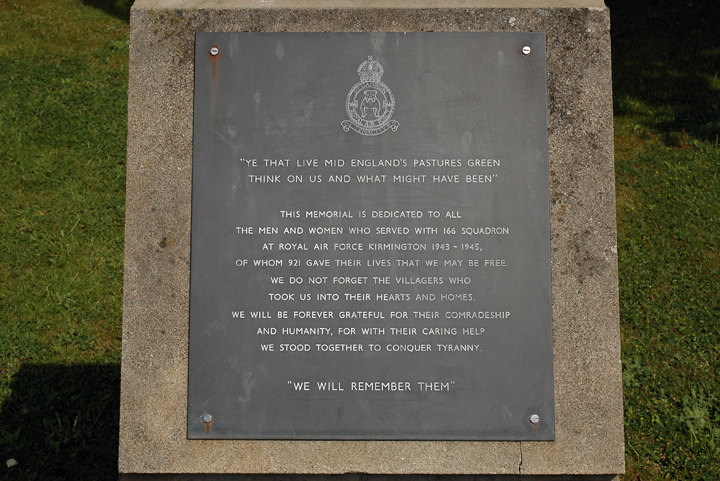 "YE THAT LIVE MID ENGLAND'S PASTURES GREEN
THINK ON US AND WHAT MIGHT HAVE BEEN"
THIS MEMORIAL IS DEDICATED TO ALL
THE MEN AND WOMEN WHO SERVED WITH 166 SQUADRON
AT ROYAL AIR FORCE KIRMINGTON 1943 - 1945,
OF WHOM 921 GAVE THEIR LIVES THAT WE MAY BE FREE.
WE DO NOT FORGET THE VILLAGERS WHO
TOOK US INTO THEIR HEARTS AND HOMES.
WE WILL BE FOREVER GRATEFUL FOR THEIR COMRADESHIP
AND HUMANITY, FOR WITH THEIR CARING HELP
WE STOOD TOGETHER TO CONQUER TYRANNY.
"WE WILL REMEMBER THEM"